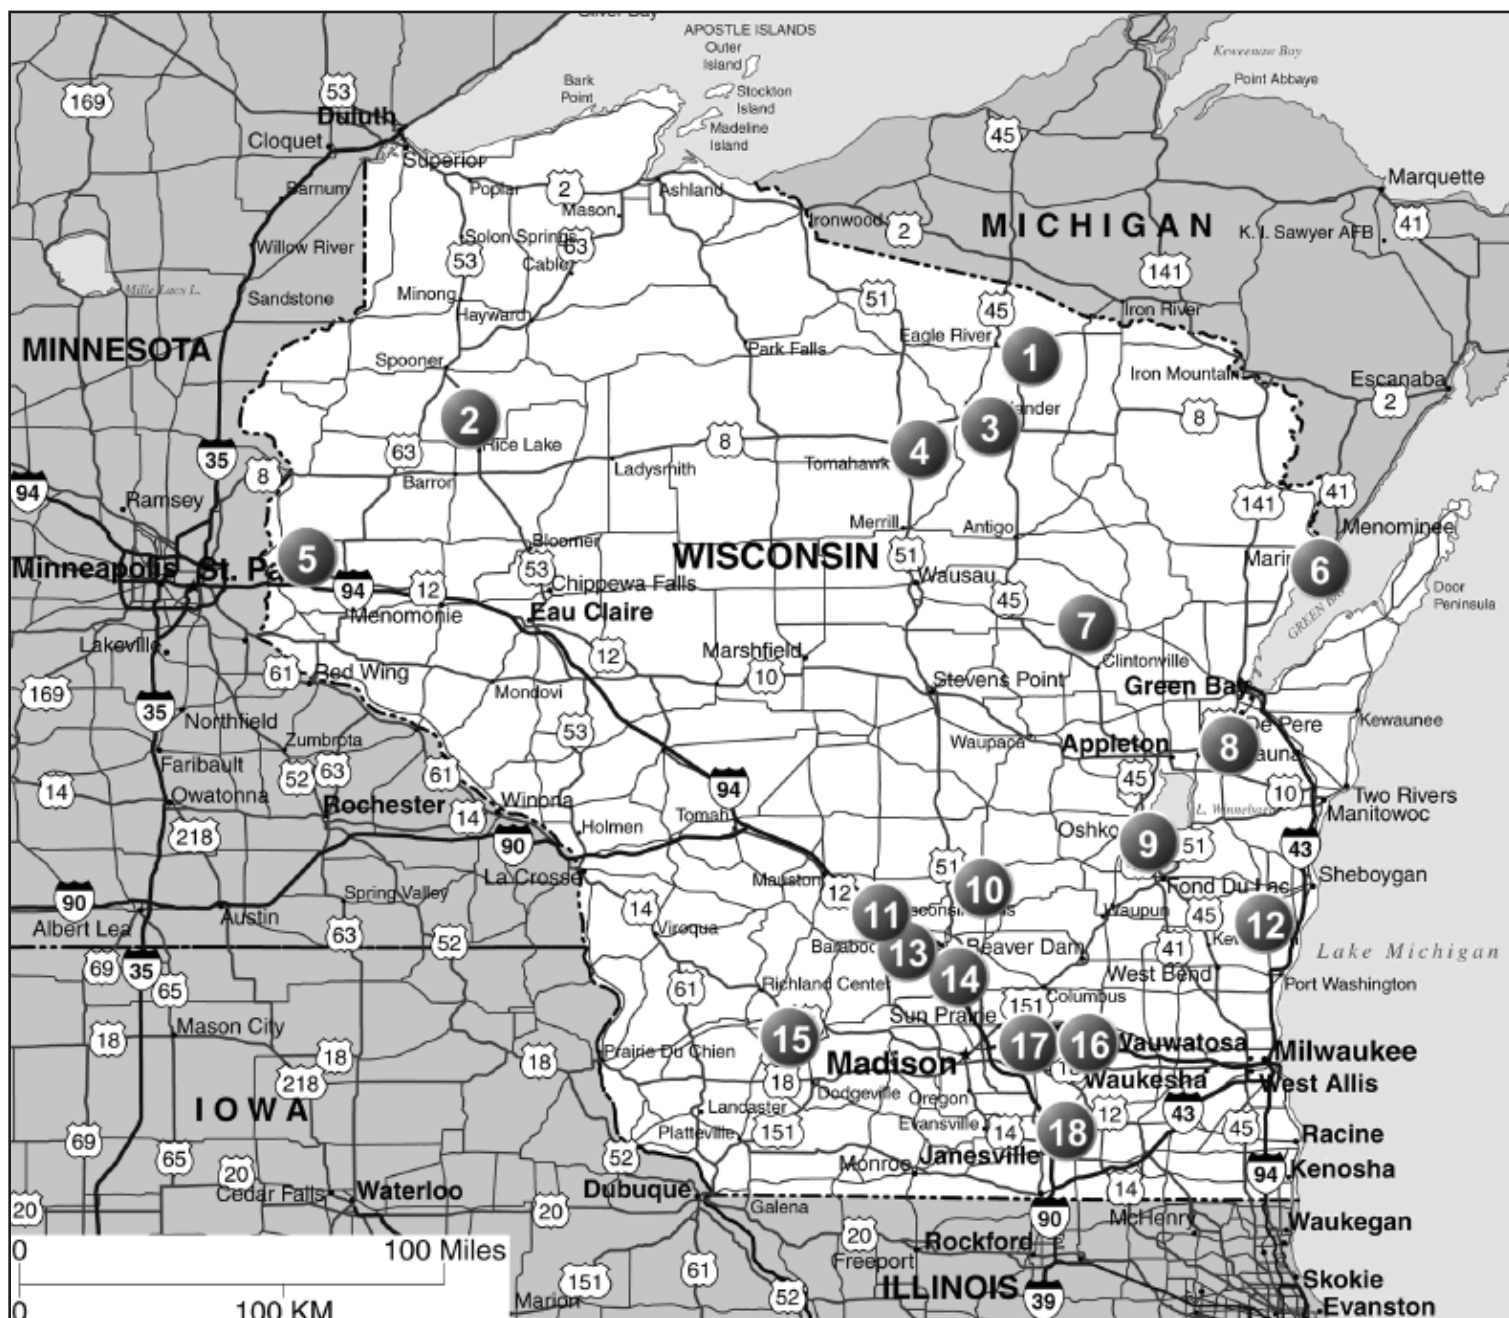 Silver Bay
APOSTLE ISLANDS
Outer
Island
Keweenaw Bay
Bark
Point
Point Abbaye
Stockton
Island
53
169
Duluth
Madeline
Island
45
Cloquet
Superior
Barnum
Poplar
2
Ashland
Marquette
Mason
Ironwood
2
MICHIGAN
41
K. I. Sawyer AFB
Willow River
Solon Springs
63
53
Cable
141
Mille Lacs L.
Sandstone
Minong
51
45
Iron River
Hayward
Eagle River
MINNESOTA
Park Falls
1
Spooner
Iron Mountain
Escanaba
2
2
3
8
Rice Lake
4
8
35
63
8
Tomahawk
Ladysmith
Barron
94
Ramsey
141
41
Merrill
Antigo
Menominee
5
Bloomer
WISCONSIN
51
6
Minneapolis
53
Wausau
94
12
Chippewa Falls
Door
Peninsula
Menomonie
45
Eau Claire
7
GREEN BAY
Lakeville
12
Marshfield
Clintonville
61
Red Wing
10
Stevens Point
Green Bay
169
Mondovi
35
Northfield
53
De Pere
Kewaunee
Zumbrota
Waupaca
Appleton
8
Faribault
52
63
61
45
14
Owatonna
94
10
Two Rivers
Rochester
Winona
L. Winnebago
Manitowoc
14
Tomah
218
Holmen
9
51
43
90
51
La Crosse
Mauston
12
10
Fond Du Lac
Sheboygan
90
Spring Valley
14
11
45
12
Austin
Waupun
Albert Lea
Viroqua
63
52
Beaver Dam
41
Lake Michigan
69
35
13
14
West Bend
65
61
Richland Center
Port Washington
151
Columbus
Mason City
Sun Prairie
18
15
17
16
Wauwatosa
18
18
Prairie Du Chien
Milwaukee
Madison
218
18
Waukesha
West Allis
IOWA
Dodgeville
Oregon
Lancaster
12
43
69
Evansville
14
18
45
Racine
Platteville
151
65
52
Janesville
20
Monroe
94
Kenosha
Cedar Falls
Waterloo
Dubuque
14
20
20
Galena
90
McHenry
Waukegan
20
Rockford
0
100 Miles
Freeport
151
61
ILLINOIS
Skokie
52
39
0
100 KM
Marion
Evanston